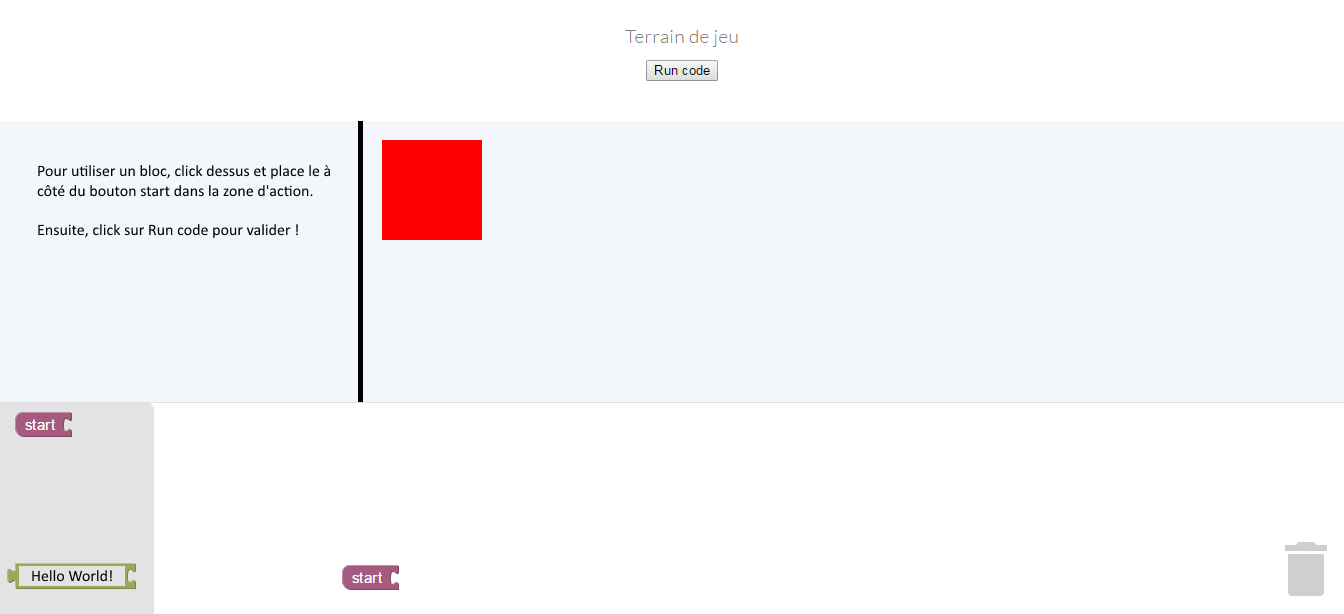 Terrain de jeu
Run code
Pour utiliser un bloc, click dessus et place le à
côté du bouton start dans la zone d'action.
Ensuite, click sur Run code pour valider !
start
Hello World!
start